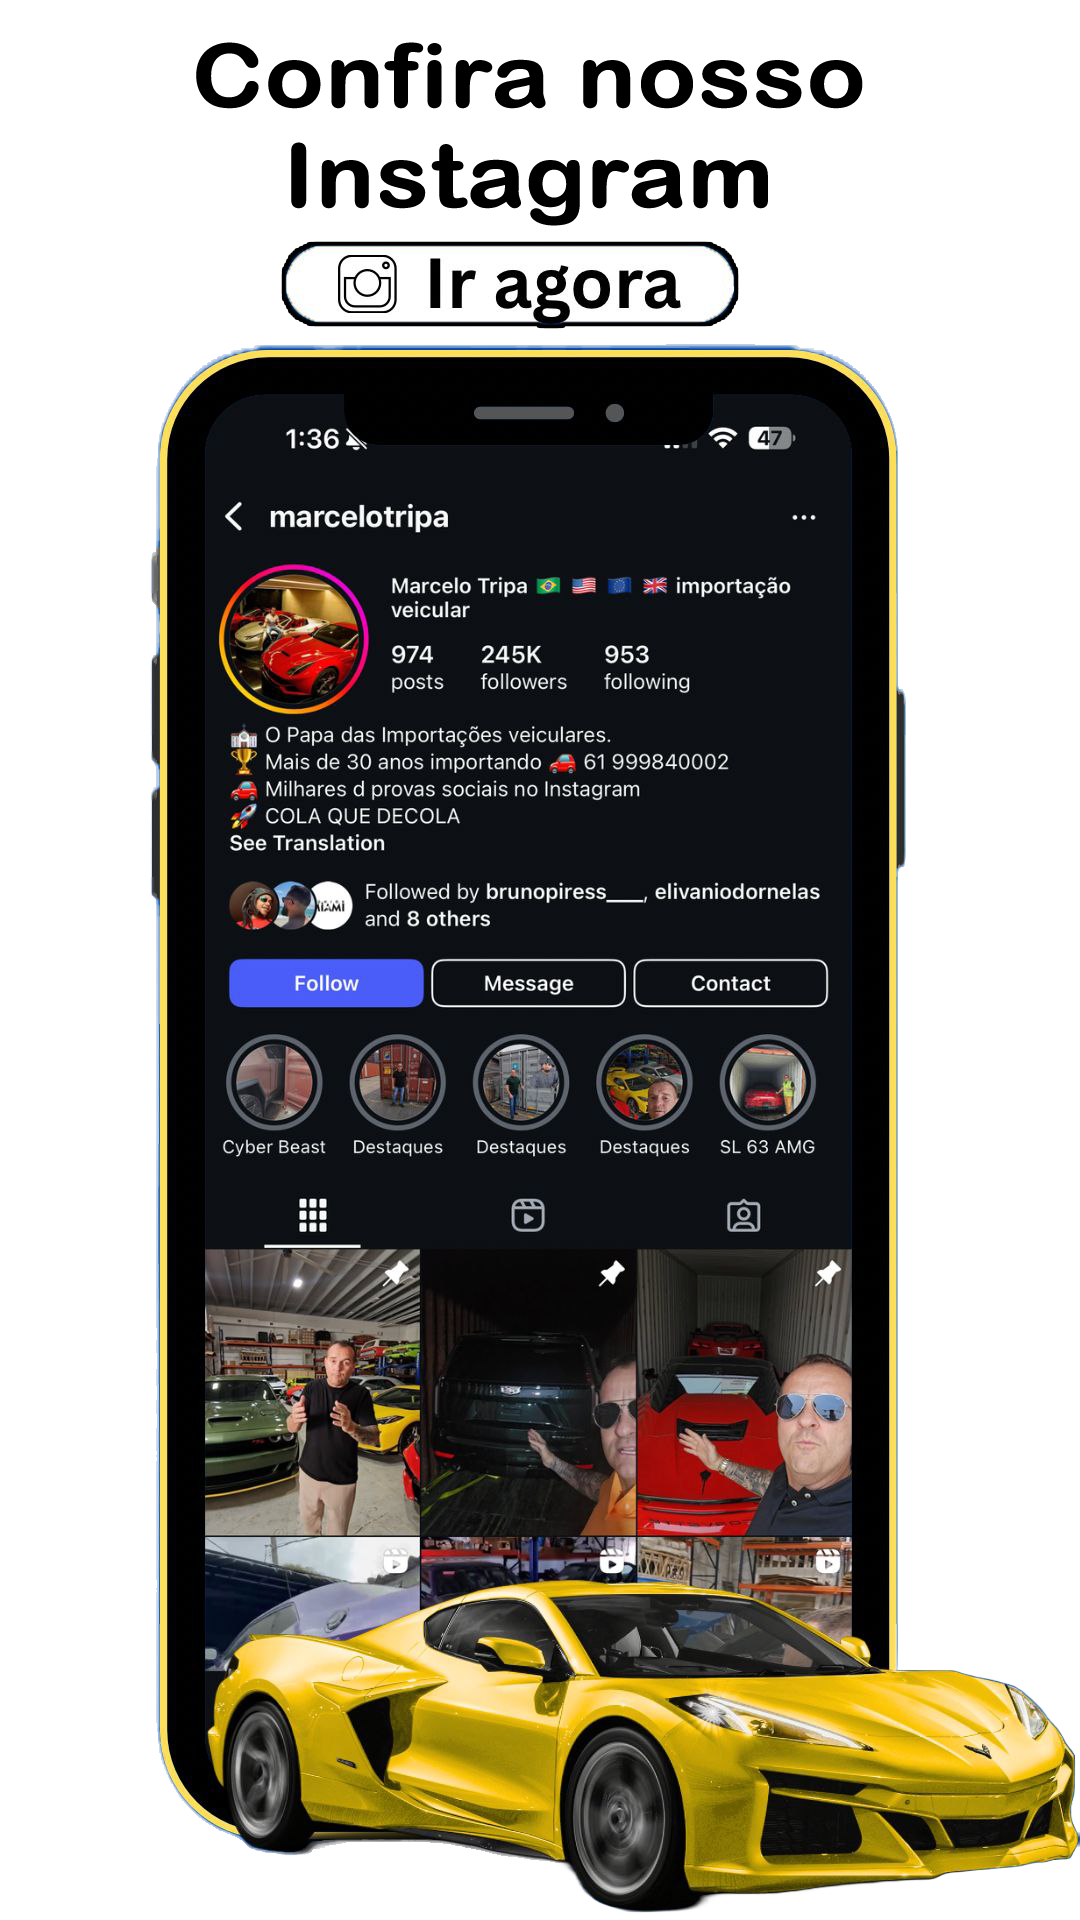 Confira nosso
Instagram
Ir agora
1:36
47
marcelotripa
Marcelo Tripa 🇧🇷 🇺🇸 🇪🇺 🇬🇧 importação
veicular
974
245K
953
posts
followers
following
O Papa das Importações veiculares.
🏆 Mais de 30 anos importando 🚗 61 999840002
🚗 Milhares d provas sociais no Instagram
🚀 COLA QUE DECOLA
See Translation
Followed by brunopiress____, elivaniodornelas
and 8 others
Follow
Message
Contact
Cyber Beast
Destaques
Destaques
Destaques
SL 63 AMG